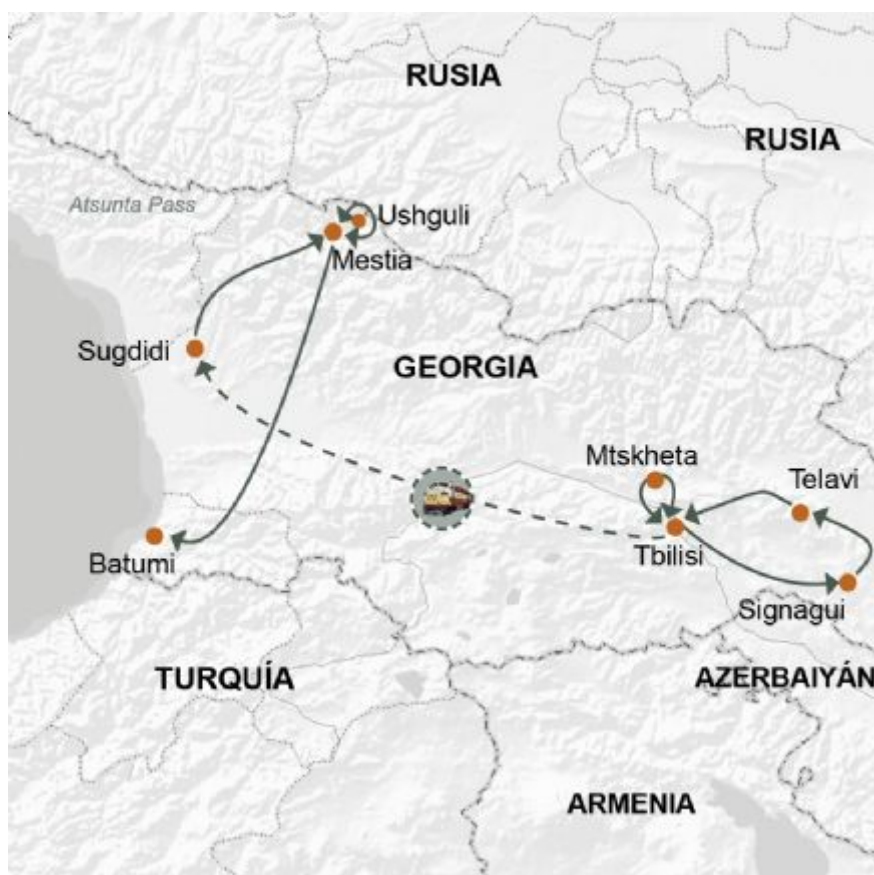 RUSIA
RUSIA
Atsunta Pass
Ushguli
Mestia
Sugdidi
GEORGIA
Mtskheta
Telavi
Batumi
Tbilisi
Signagui
TURQUÍA
AZERBAIYÁN
ARMENIA